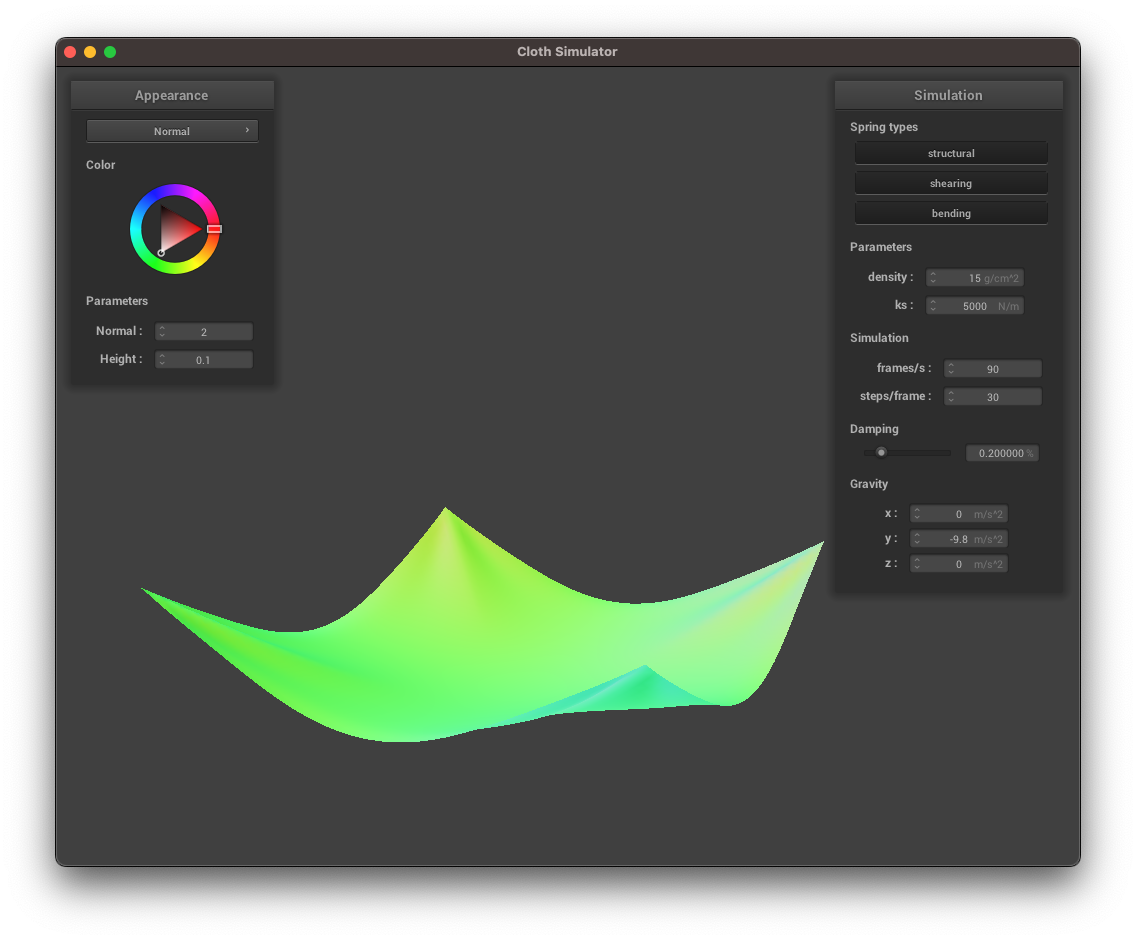 Cloth Simulator
Appearance
Normal ›
Color
Parameters
Normal : 2
Height : 0.1
Simulation
Spring types
structural
shearing
bending
Parameters
density : 15 g/cm^2
ks : 5000 N/m
Simulation
frames/s : 90
steps/frame : 30
Damping
0.200000 %
Gravity
x : 0 m/s^2
y : -9.8 m/s^2
z : 0 m/s^2